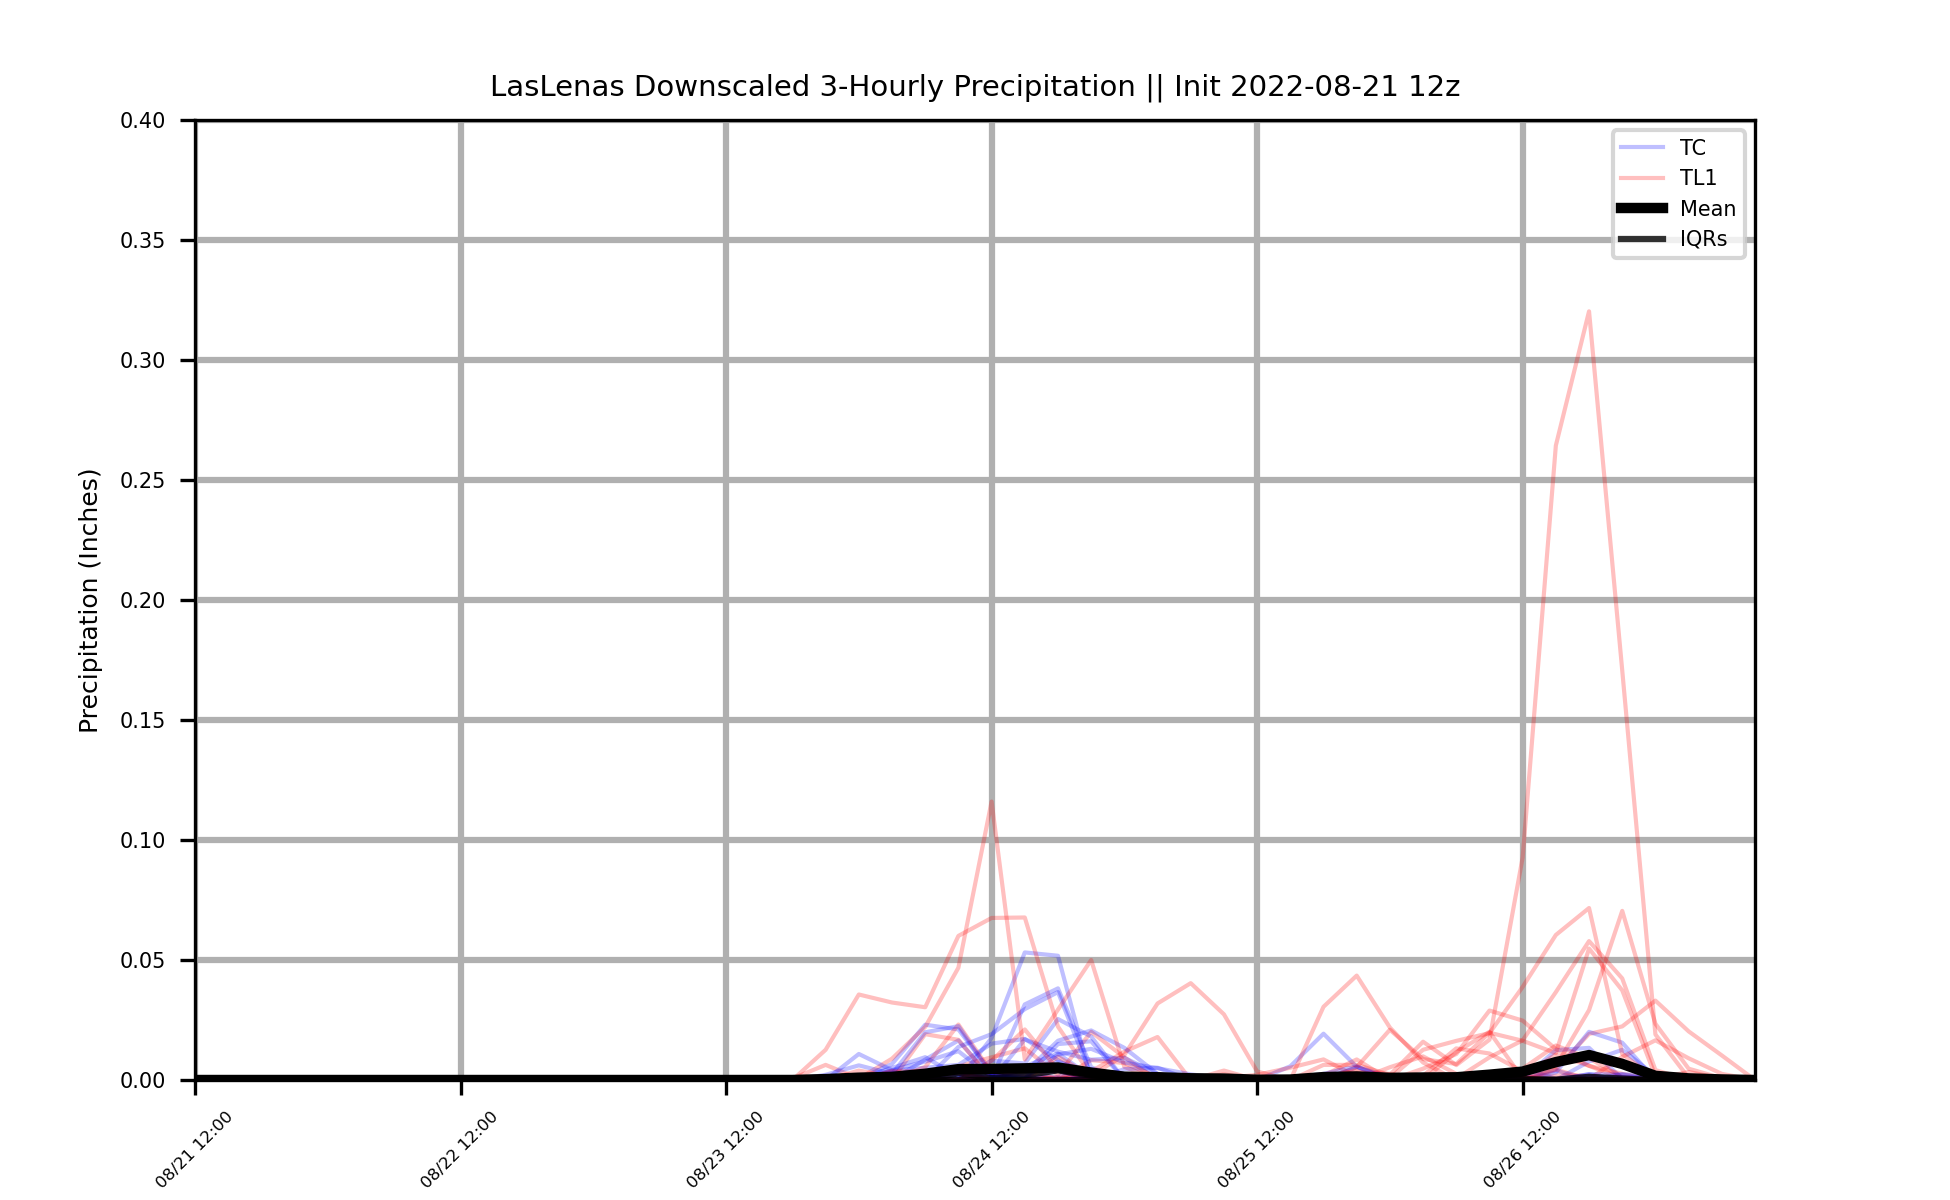 LasLenas Downscaled 3-Hourly Precipitation || Init 2022-08-21 12z
Precipitation (Inches)
0.40
0.35
0.30
0.25
0.20
0.15
0.10
0.05
0.00
TC
TL1
Mean
IQRs
08/21 12:00
08/22 12:00
08/23 12:00
08/24 12:00
08/25 12:00
08/26 12:00